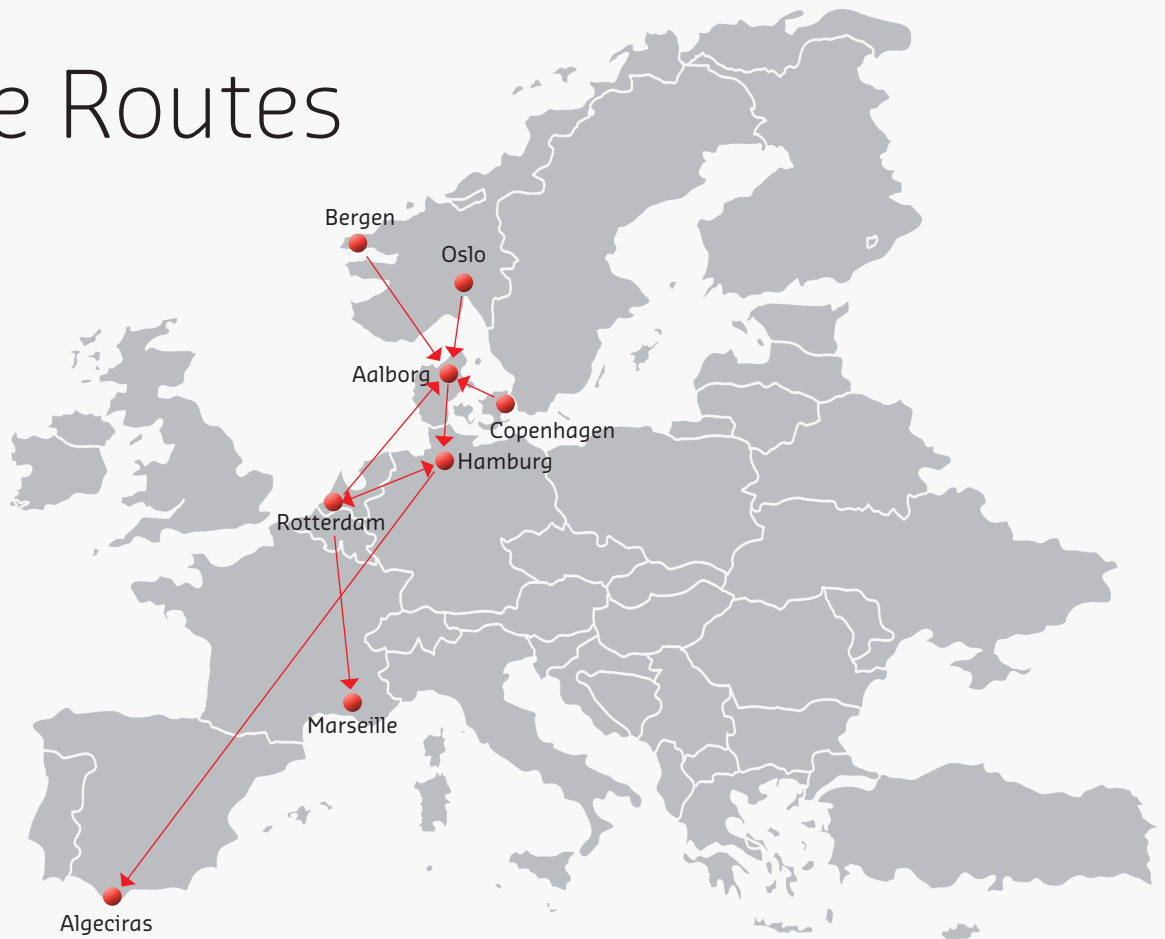 e Routes
Bergen
Oslo
Aalborg
Copenhagen
Hamburg
Rotterdam
Marseille
Algeciras